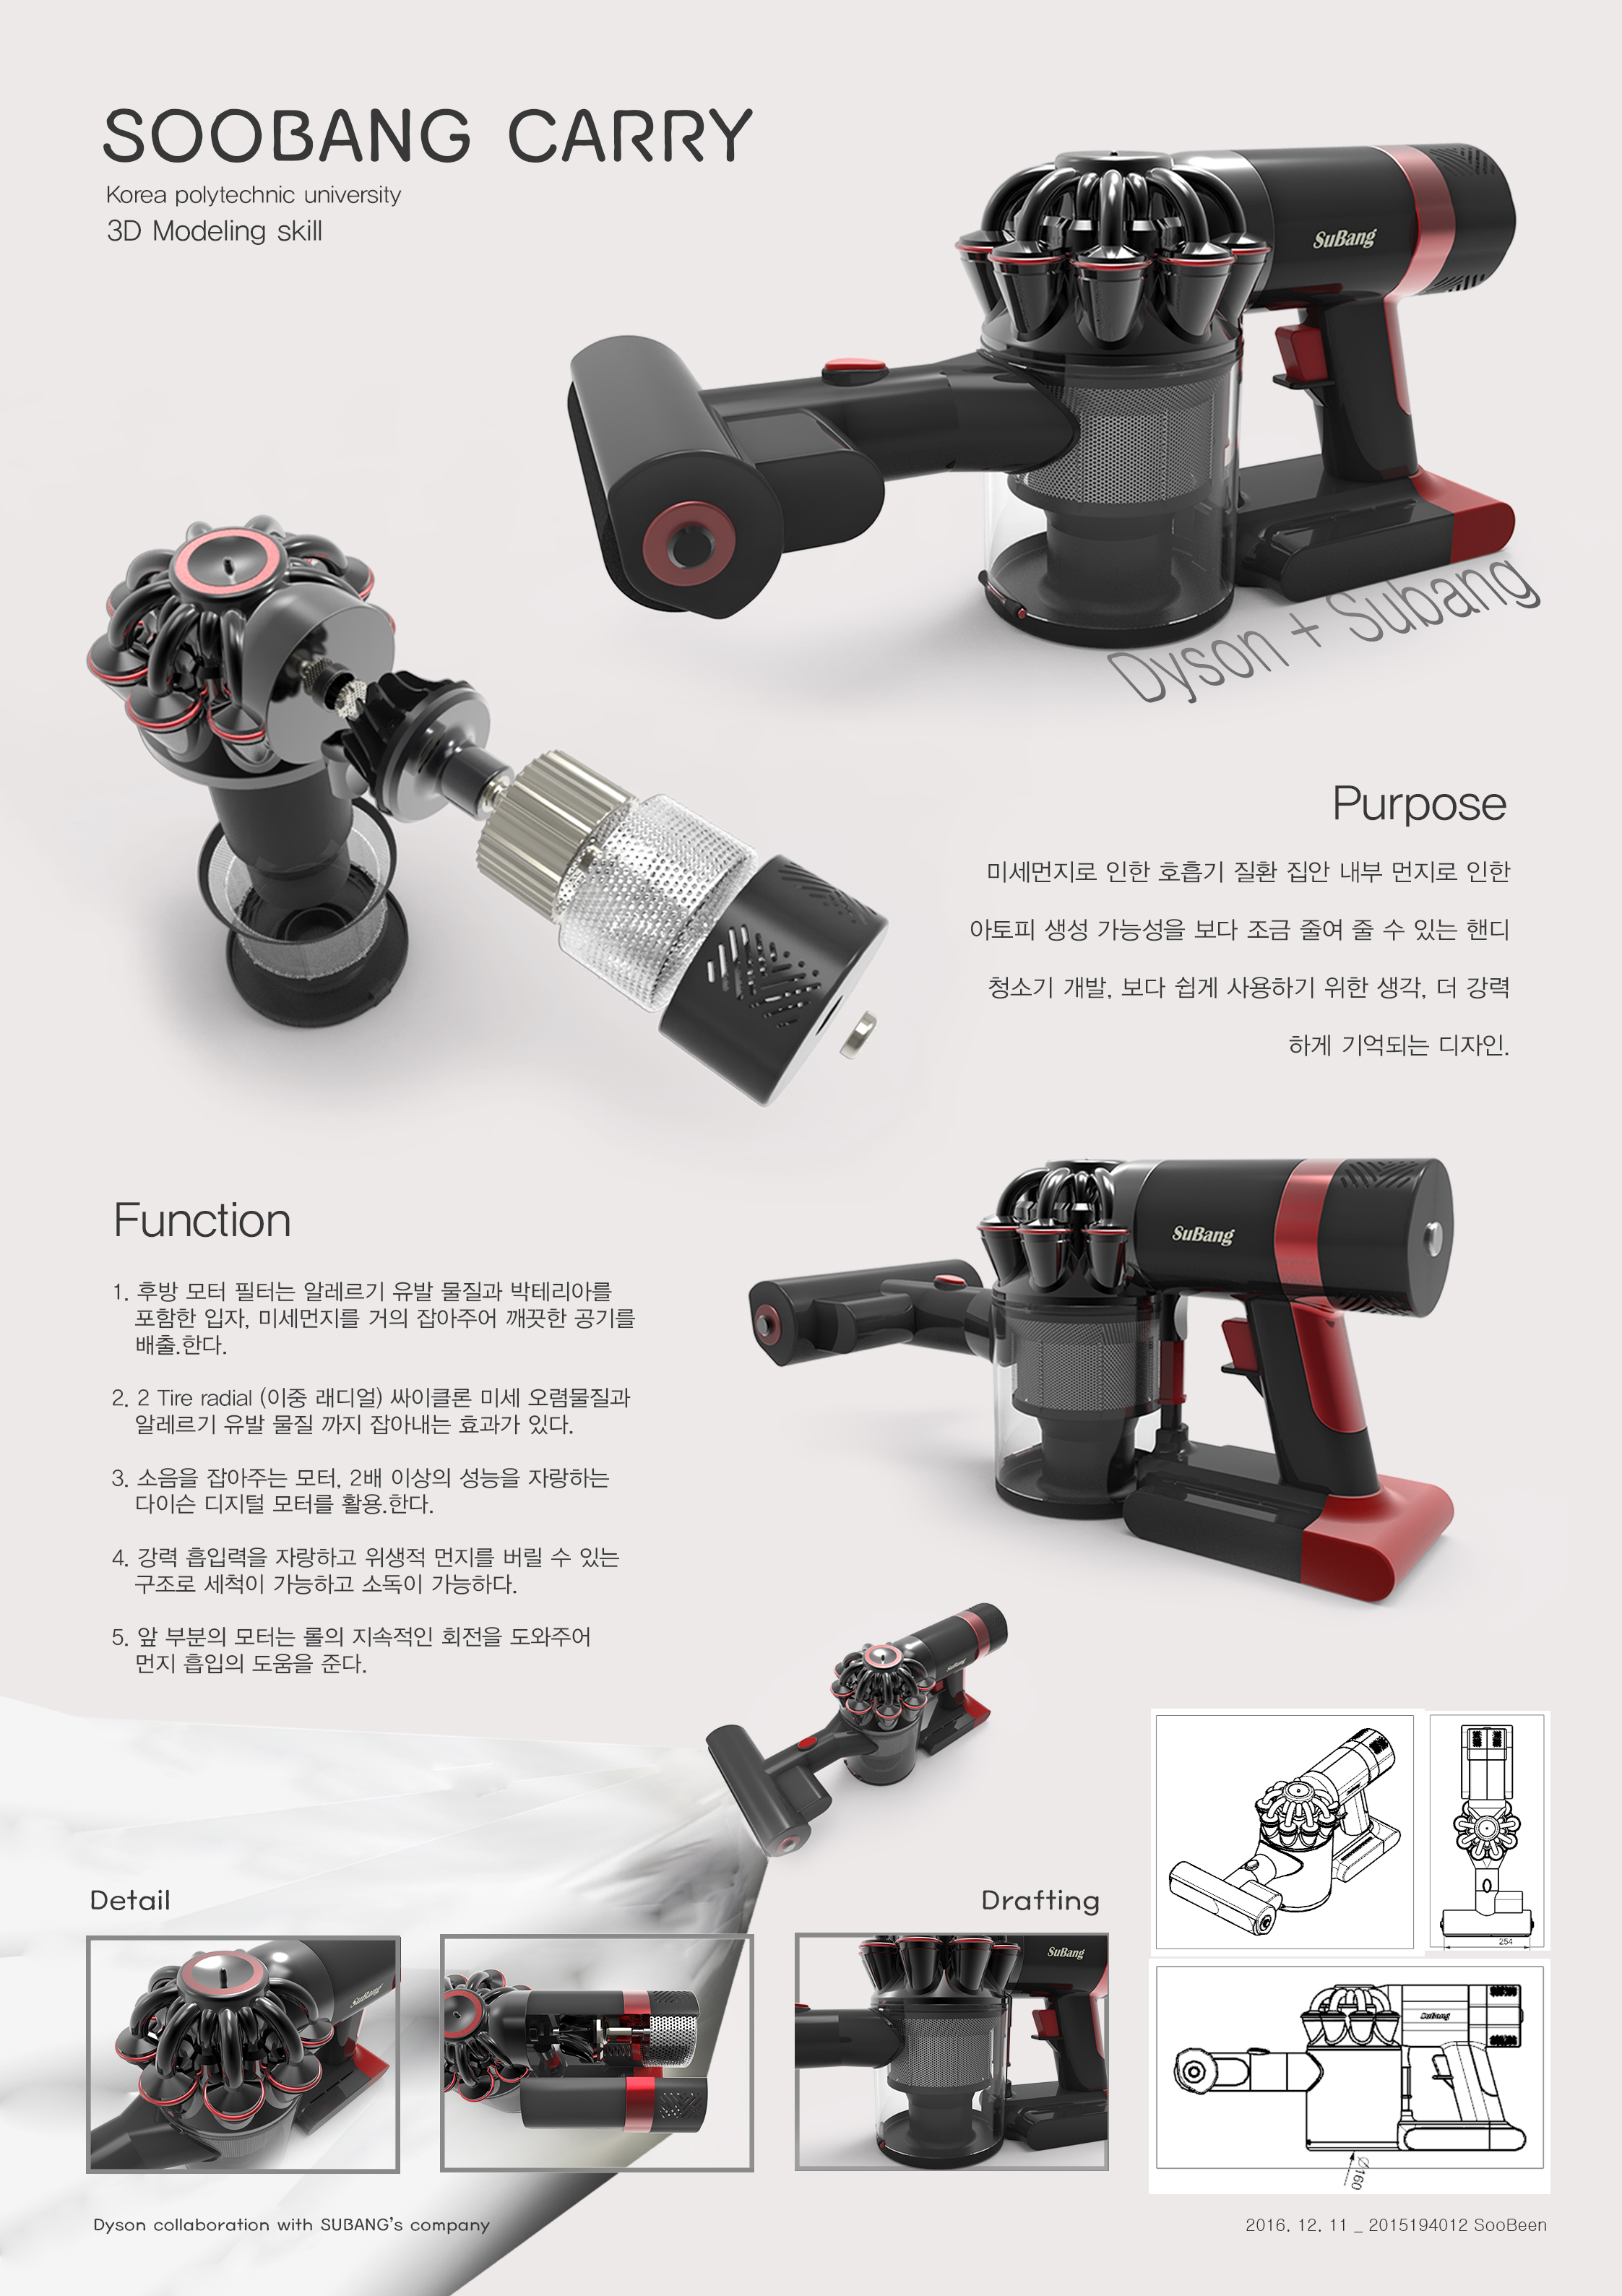 SOOBANG CARRY
Korea polytechnic university
3D Modeling skill
SuBang
Dyson + Subang
Purpose
미세먼지로 인한 호흡기 질환 집안 내부 먼지로 인한
아토피 생성 가능성을 보다 조금 줄여 줄 수 있는 핸디
청소기 개발, 보다 쉽게 사용하기 위한 생각, 더 강력
하게 기억되는 디자인.
Function
1. 후방 모터 필터는 알레르기 유발 물질과 박테리아를
포함한 입자, 미세먼지를 거의 잡아주어 깨끗한 공기를
배출.한다.
2. 2 Tire radial (이중 래디얼) 싸이클론 미세 오렴물질과
알레르기 유발 물질 까지 잡아내는 효과가 있다.
3. 소음을 잡아주는 모터, 2배 이상의 성능을 자랑하는
다이슨 디지털 모터를 활용.한다.
4. 강력 흡입력을 자랑하고 위생적 먼지를 버릴 수 있는
구조로 세척이 가능하고 소독이 가능하다.
5. 앞 부분의 모터는 롤의 지속적인 회전을 도와주어
먼지 흡입의 도움을 준다.
SuBang
SuBang
Detail
Drafting
SuBang
SuBang
254
SuBang
Ø160
Dyson collaboration with SUBANG's company
2016. 12. 11 _ 2015194012 SooBeen